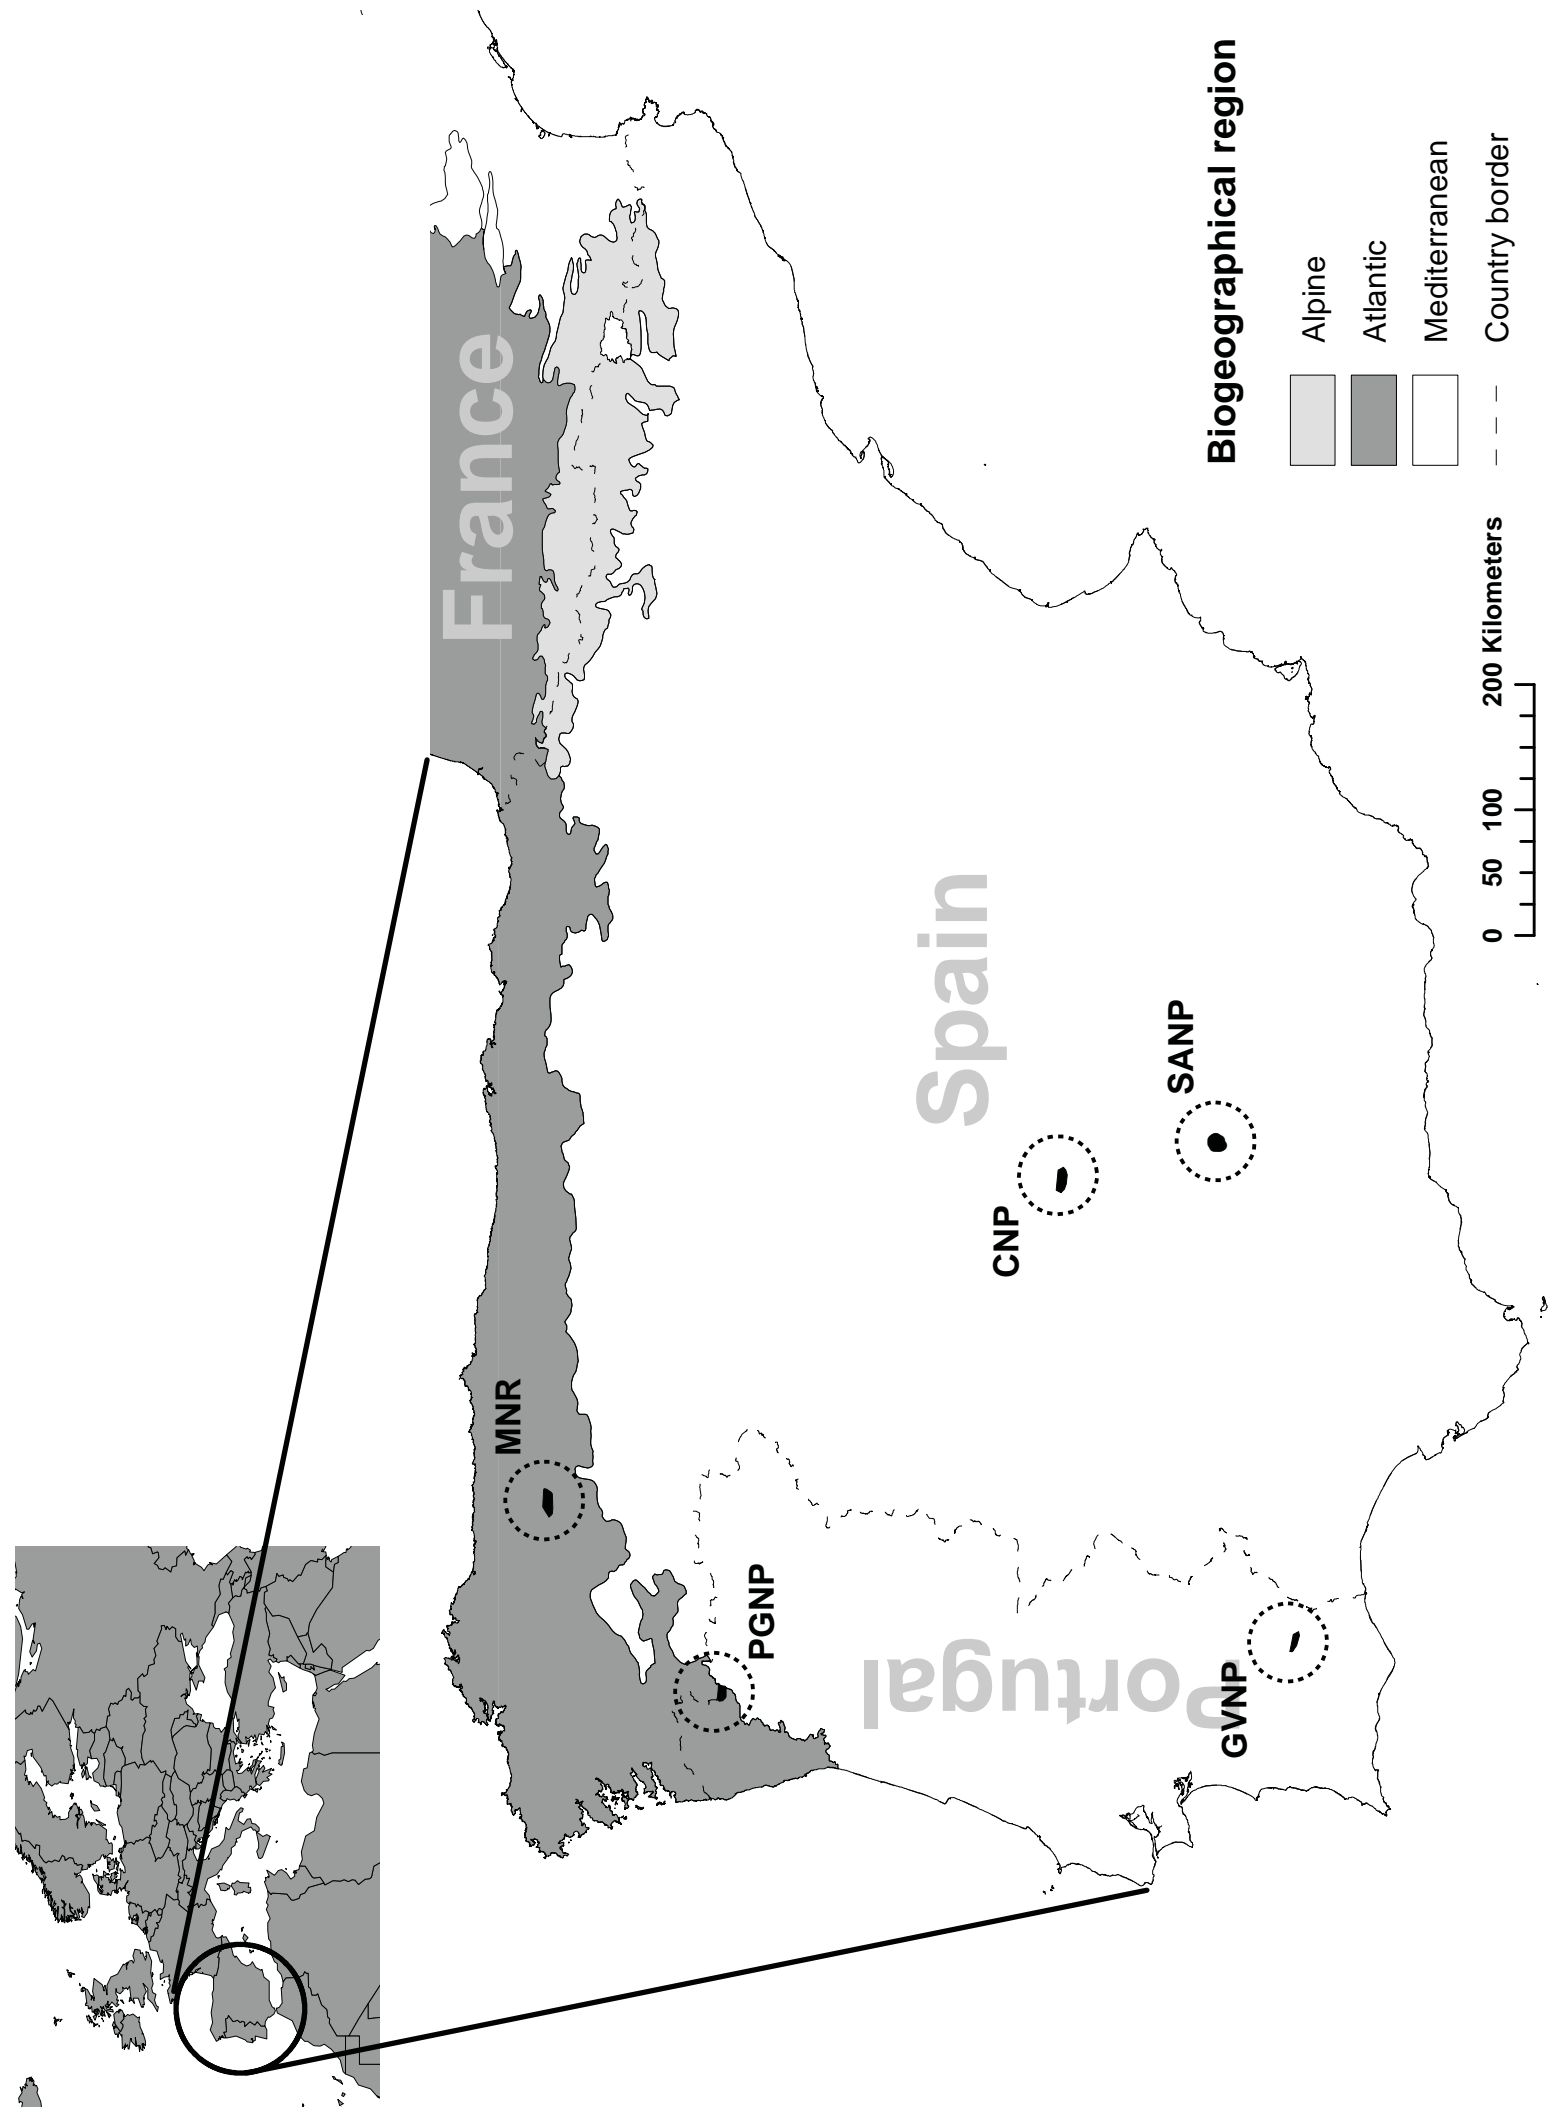 France
MNR
PGNP
Portugal
Spain
CNP
SANP
GVNP
Biogeographical region
Alpine
Atlantic
Mediterranean
Country border
0 50 100 200 Kilometers